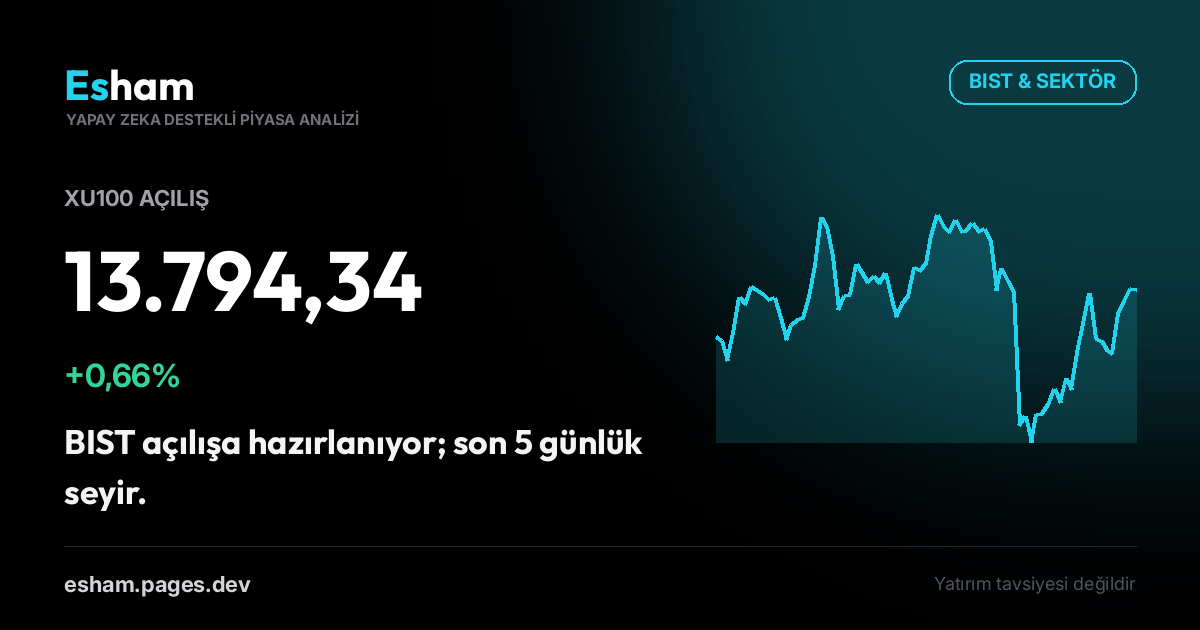 Esham
YAPAY ZEKA DESTEKLİ PİYASA ANALİZİ
BIST & SEKTÖR
XU100 AÇILIŞ
13.794,34
+0,66%
BIST açılışa hazırlanıyor; son 5 günlük
seyir.
esham.pages.dev
Yatırım tavsiyesi değildir